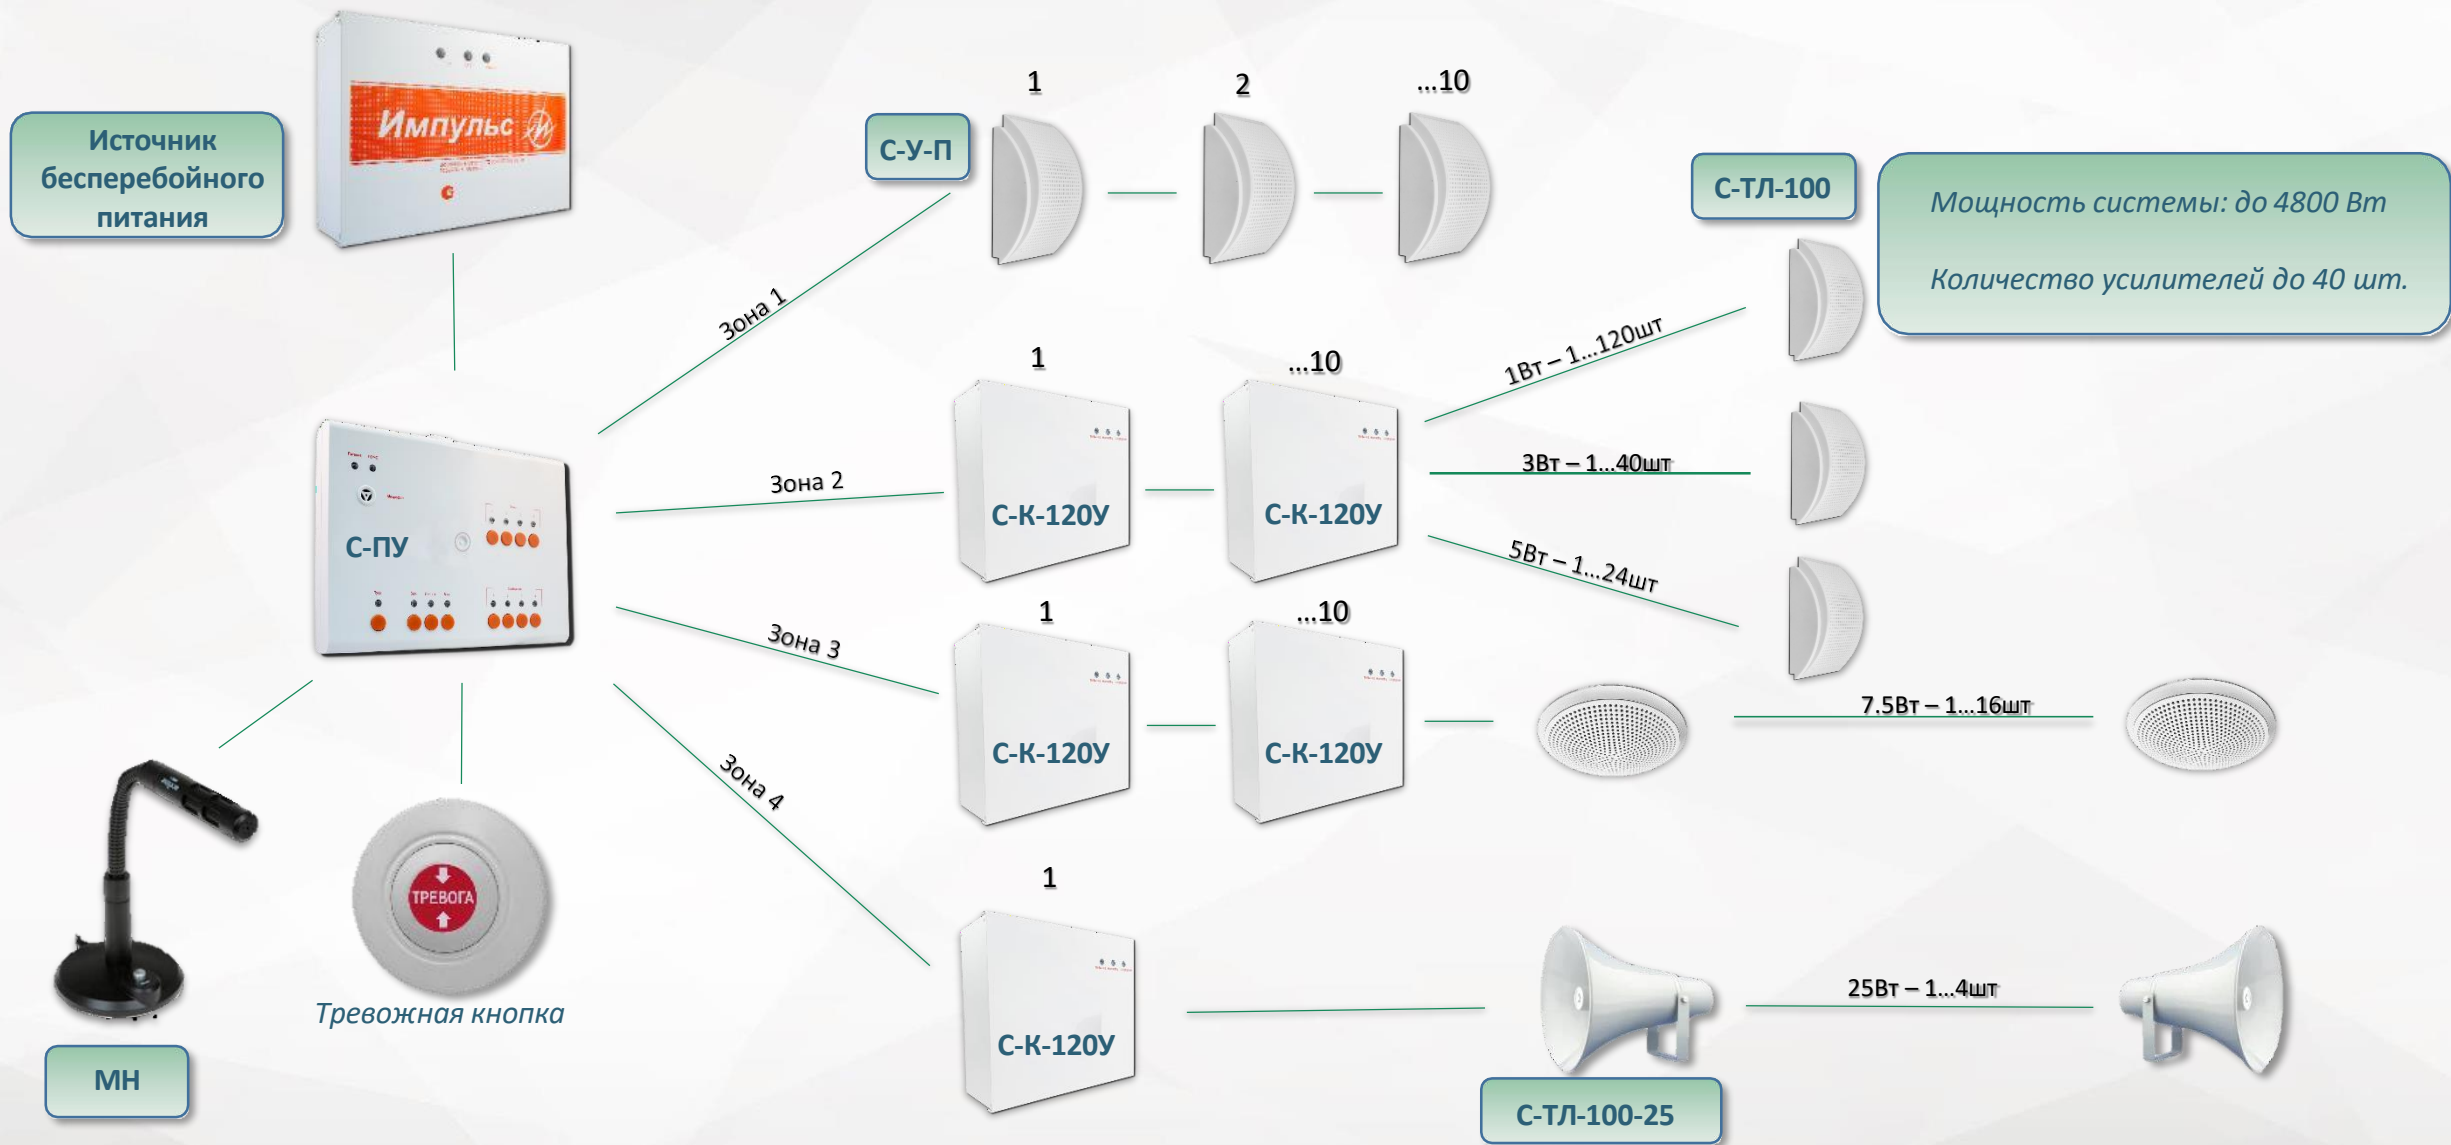 Импульс
Источник
бесперебойного
питания
С-У-П
1
2
...10
С-ТЛ-100
Мощность системы: до 4800 Вт
Количество усилителей до 40 шт.
Зона 1
1
...10
1Вт – 1...120шт
Зона 2
С-К-120У
С-К-120У
3Вт – 1...40шт
5Вт – 1...24шт
С-ПУ
Зона 3
1
...10
С-К-120У
С-К-120У
7.5Вт – 1...16шт
Зона 4
1
С-К-120У
25Вт – 1...4шт
С-ТЛ-100-25
ТРЕВОГА
Тревожная кнопка
МН